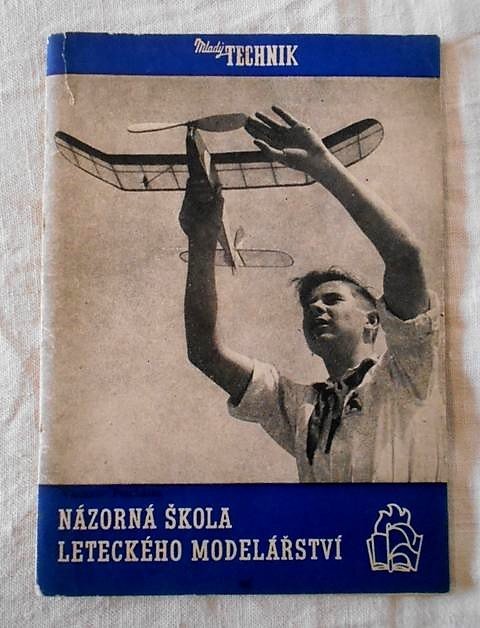 Mladý TECHNIK
NÁZORNÁ ŠKOLA
LETECKÉHO MODELÁŘSTVÍ